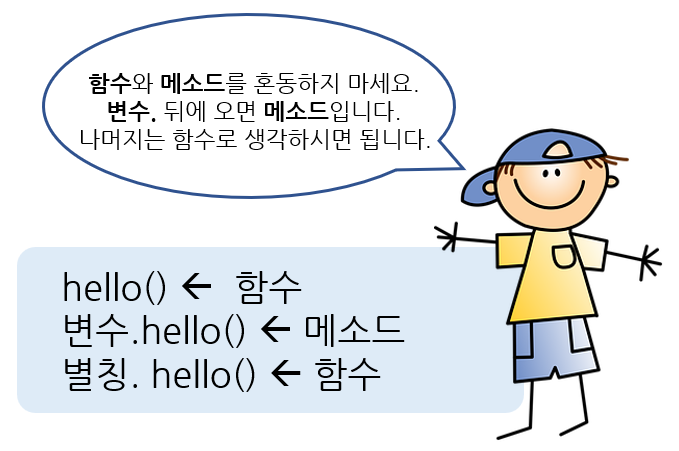 함수와 메소드를 혼동하지 마세요.
변수. 뒤에 오면 메소드입니다.
나머지는 함수로 생각하시면 됩니다.
hello() ← 함수
변수.hello() ← 메소드
별칭. hello() ← 함수